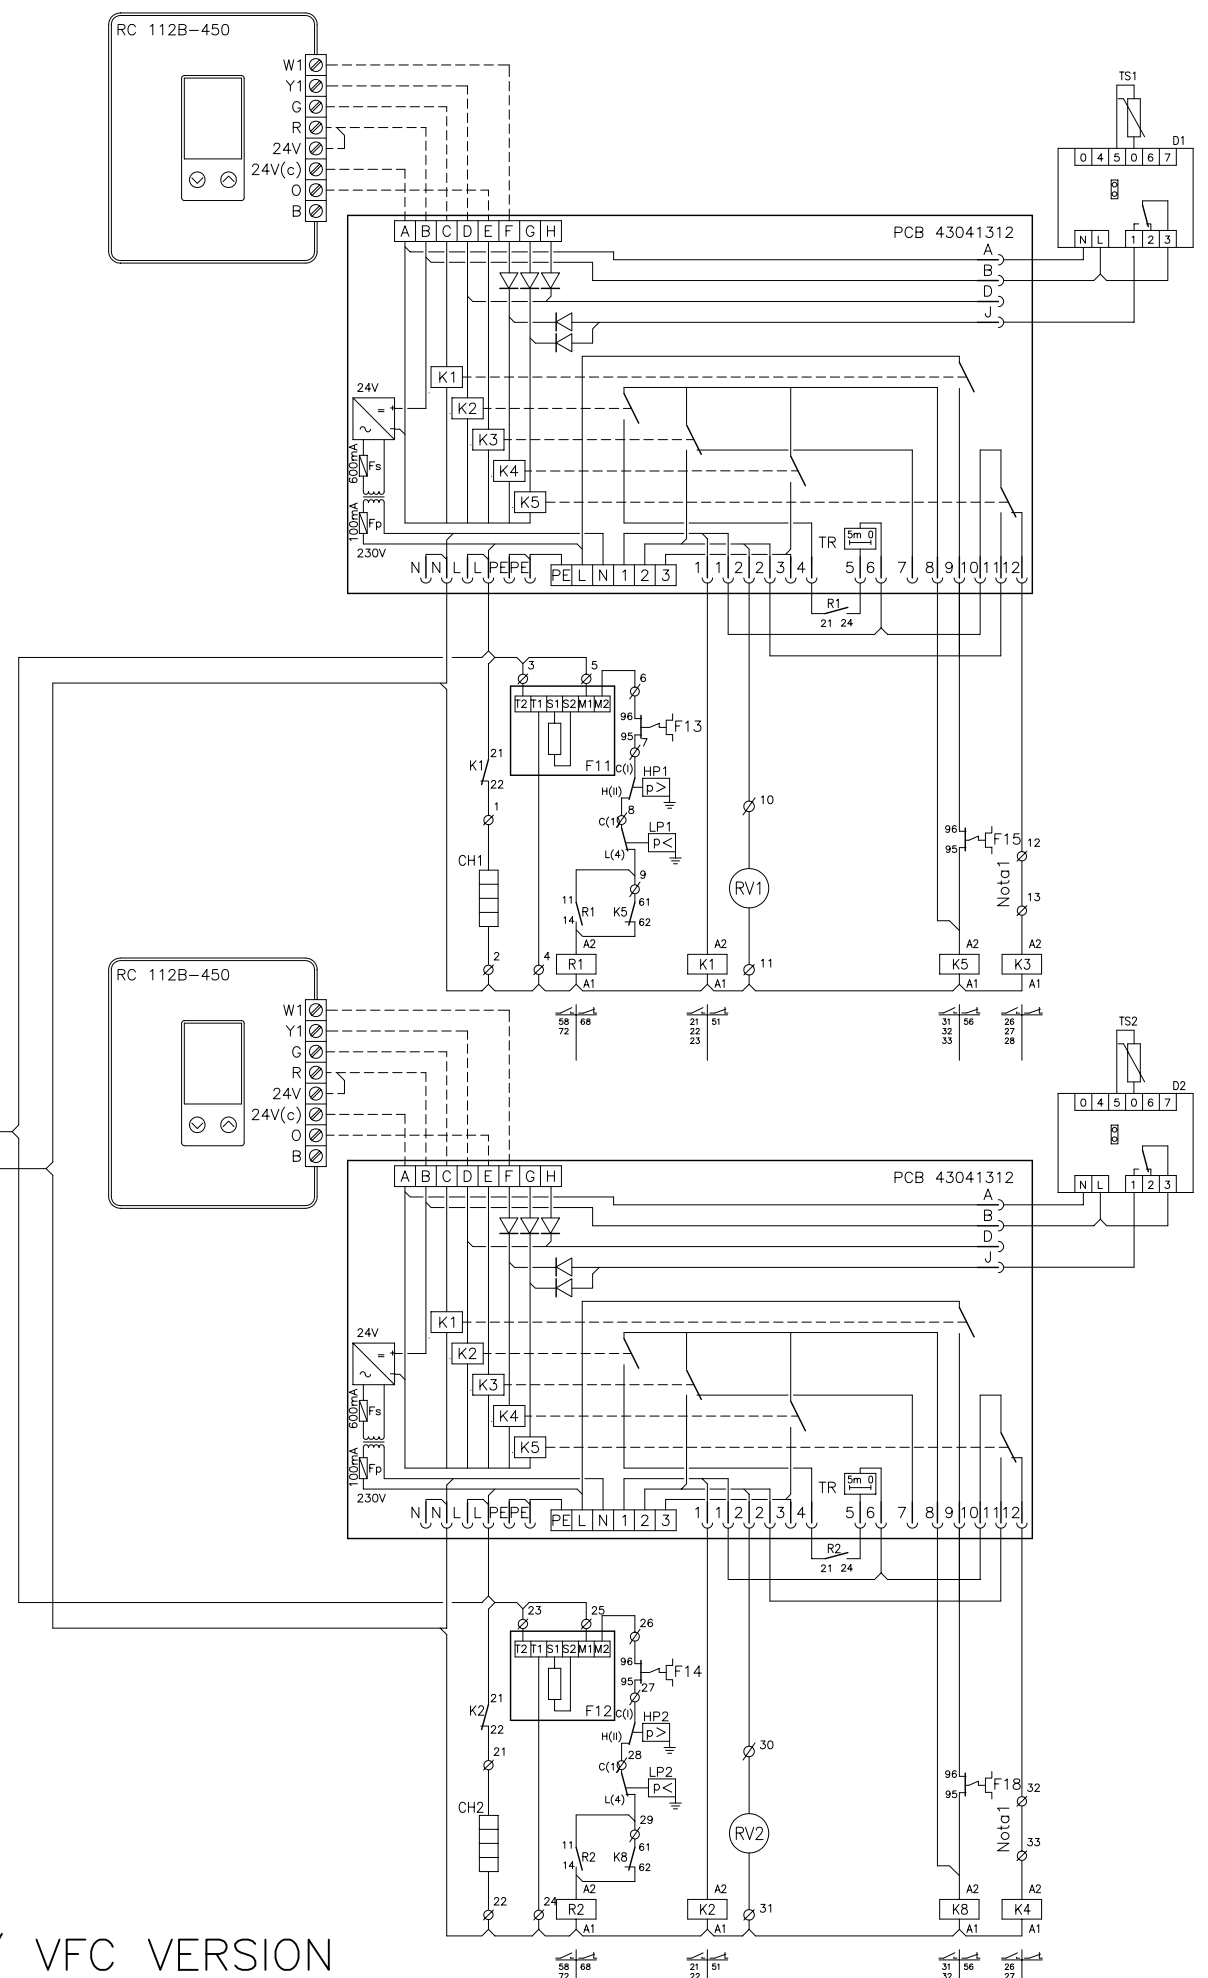 RC 112B-450
W1
Y1
G
R
24V
24V(c)
O
B
TS1
D1
0 4 5 0 6 7
N L 1 2 3
A B C D E F G H
PCB 43041312
A
B
D
J
K1
24V
K2
K3
K4
K5
600mA
Fs
100mA
Fp
230V
TR
5m 0
N N L L PE PE
PE L N 1 2 3
1 1 2 2 3 4 5 6 7 8 9 10 11 12
R1
21 24
3
5
6
T2 T1 S1 S2 M1 M2
F11
96
95
F13
7
K1
21
22
C(I)
HP1
H(II)
p>
1
C(1)
8
LP1
p<
L(4)
10
96
95
F15
12
CH1
9
RV1
Nota1
13
11
14
R1
K5
61
62
2
4
A2
R1
A1
A2
K1
A1
11
A2
K5
A1
A2
K3
A1
58 68
72
21 51
22
23
31 56
32
33
26
27
28
RC 112B-450
W1
Y1
G
R
24V
24V(c)
O
B
TS2
D2
0 4 5 0 6 7
N L 1 2 3
A B C D E F G H
PCB 43041312
A
B
D
J
K1
24V
K2
K3
K4
K5
600mA
Fs
100mA
Fp
230V
TR
5m 0
N N L L PE PE
PE L N 1 2 3
1 1 2 2 3 4 5 6 7 8 9 10 11 12
R2
21 24
23
25
26
T2 T1 S1 S2 M1 M2
F12
96
95
F14
27
K2
21
22
C(I)
HP2
H(II)
p>
21
C(1)
28
LP2
p<
L(4)
30
96
95
F18
32
CH2
29
RV2
Nota1
33
11
14
R2
K8
61
62
22
24
A2
R2
A1
A2
K2
A1
31
A2
K8
A1
A2
K4
A1
58 68
72
21 51
22
31 56
32
26
27
VFC VERSION